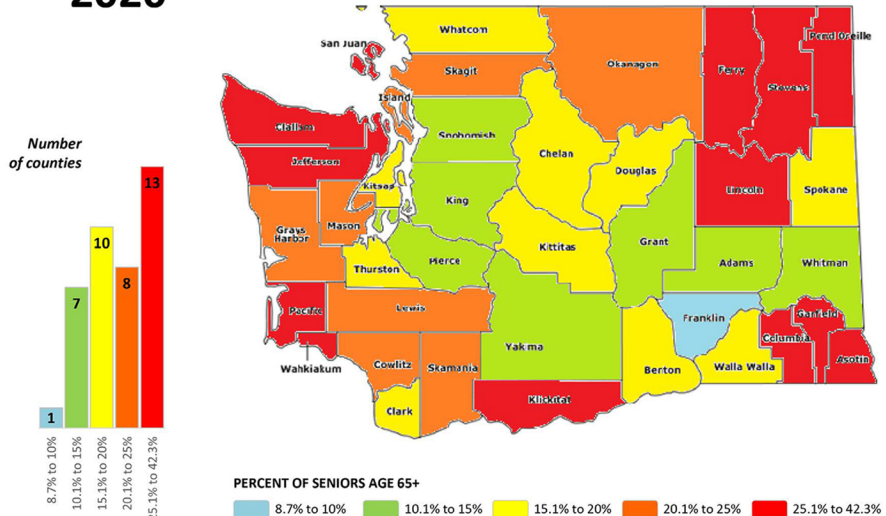 2020
Number
of counties
1
7
10
8
13
8.7% to 10%
10.1% to 15%
15.1% to 20%
20.1% to 25%
25.1% to 42.3%
Whatcom
San Juan
Skagit
Island
Okanagon
Ferry
Stevens
Pend Oreille
Clallam
Snohomish
Jefferson
Chelan
Douglas
Kitsap
King
Lincoln
Spokane
Grays
Harbor
Mason
Kittitas
Grant
Pierce
Adams
Whitman
Thurston
Pacific
Lewis
Franklin
Garfield
Columbia
Yakima
Asotin
Wahkiakum
Cowlitz
Skamania
Berton
Walla Walla
Clark
Klickitat
PERCENT OF SENIORS AGE 65+
8.7% to 10%
10.1% to 15%
15.1% to 20%
20.1% to 25%
25.1% to 42.3%